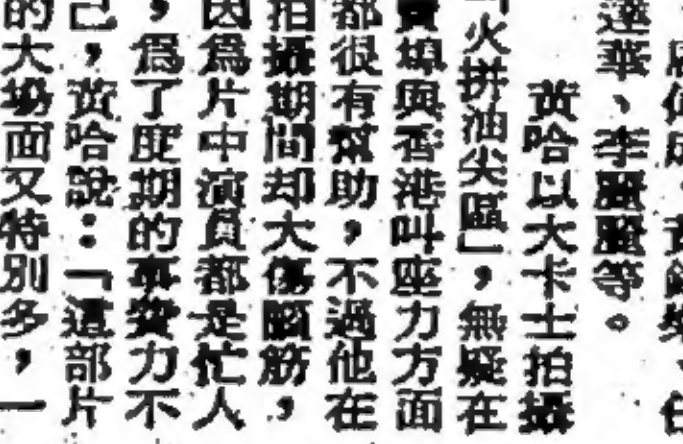 達華、李等。
黃哈以大卡士拍攝
火拼油尖區」，無疑在
賣埠與香港叫座力方面
都很有幫助，不過他在
拍攝期間却大傷腦筋，
因爲片中演員都是忙人
，爲了度期的事費力不
己，黃哈說：「這部片
的大場面又特別多，一